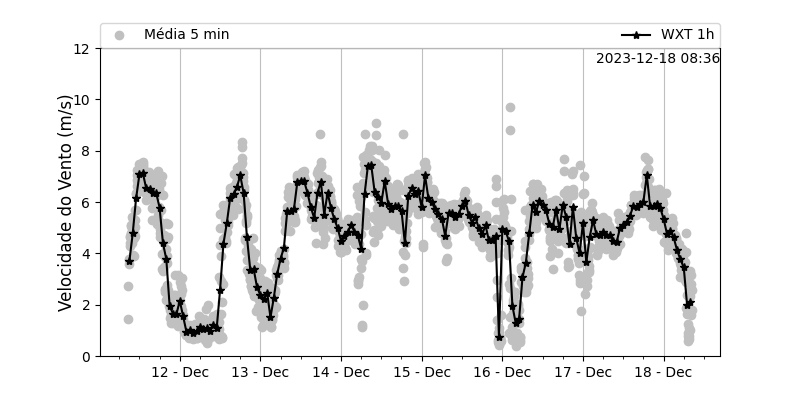 Média 5 min
WXT 1h
2023-12-18 08:36
Velocidade do Vento (m/s)
12
10
8
6
4
2
0
12 - Dec
13 - Dec
14 - Dec
15 - Dec
16 - Dec
17 - Dec
18 - Dec